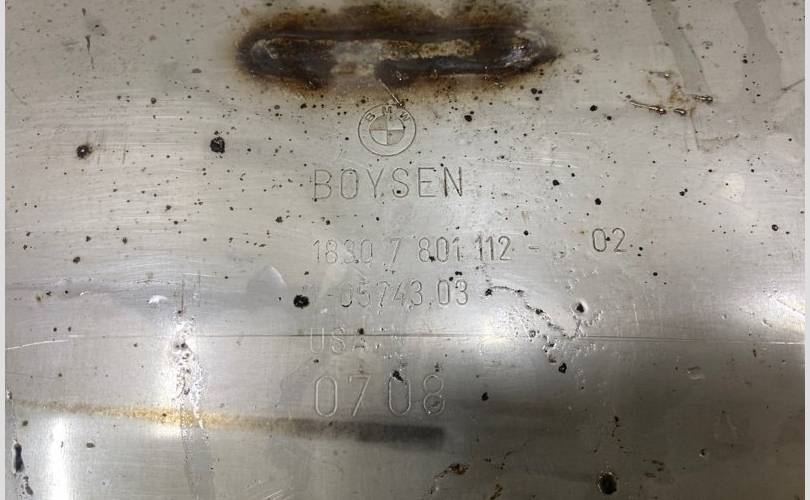 BMW
BOYSEN
1830 7 801 112 - 02
05743.03
USA
0708